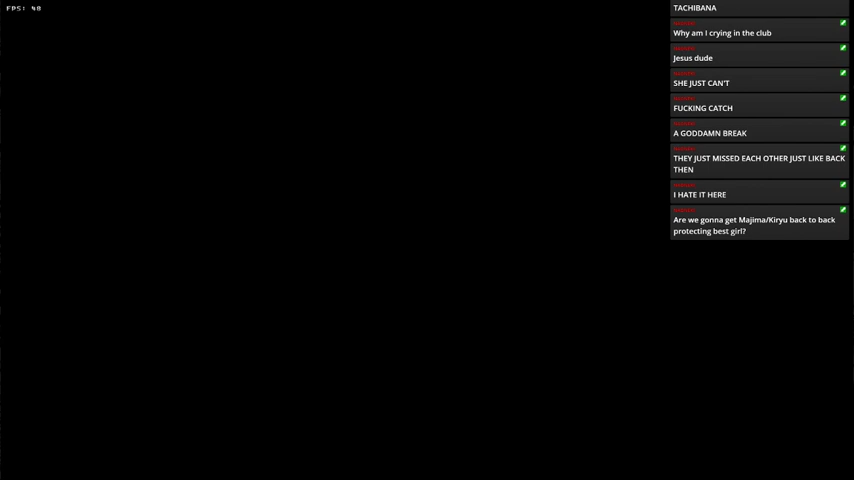 FPS: 48
TACHIBANA
Why am I crying in the club
Jesus dude
SHE JUST CAN'T
FUCKING CATCH
A GODDAMN BREAK
THEY JUST MISSED EACH OTHER JUST LIKE BACK
THEN
I HATE IT HERE
Are we gonna get Majima/Kiryu back to back
protecting best girl?